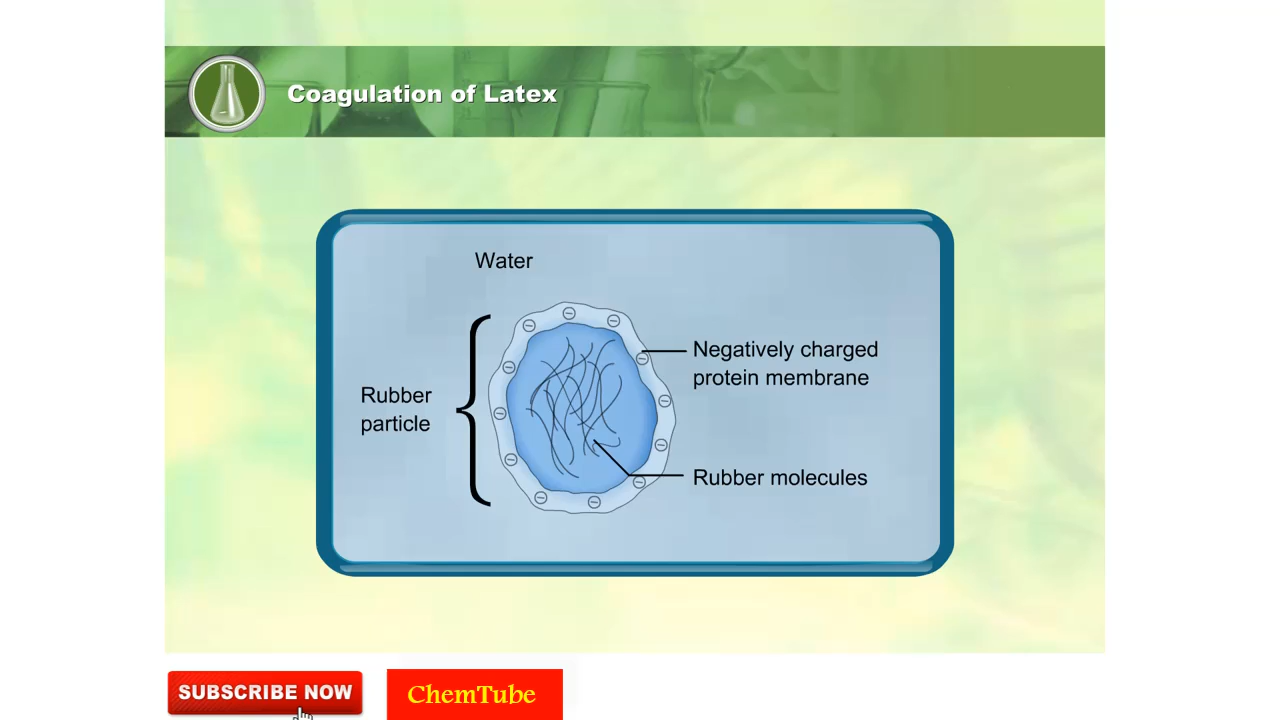 Coagulation of Latex
Water
Rubber
particle
Negatively charged
protein membrane
Rubber molecules
SUBSCRIBE NOW
ChemTube